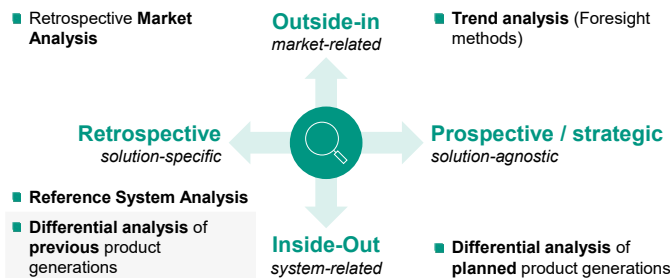 Retrospective Market
Analysis
Outside-in
market-related
Trend analysis (Foresight
methods)
Retrospective
solution-specific
Prospective / strategic
solution-agnostic
Reference System Analysis
Differential analysis of
previous product
generations
Inside-Out
system-related
Differential analysis of
planned product generations